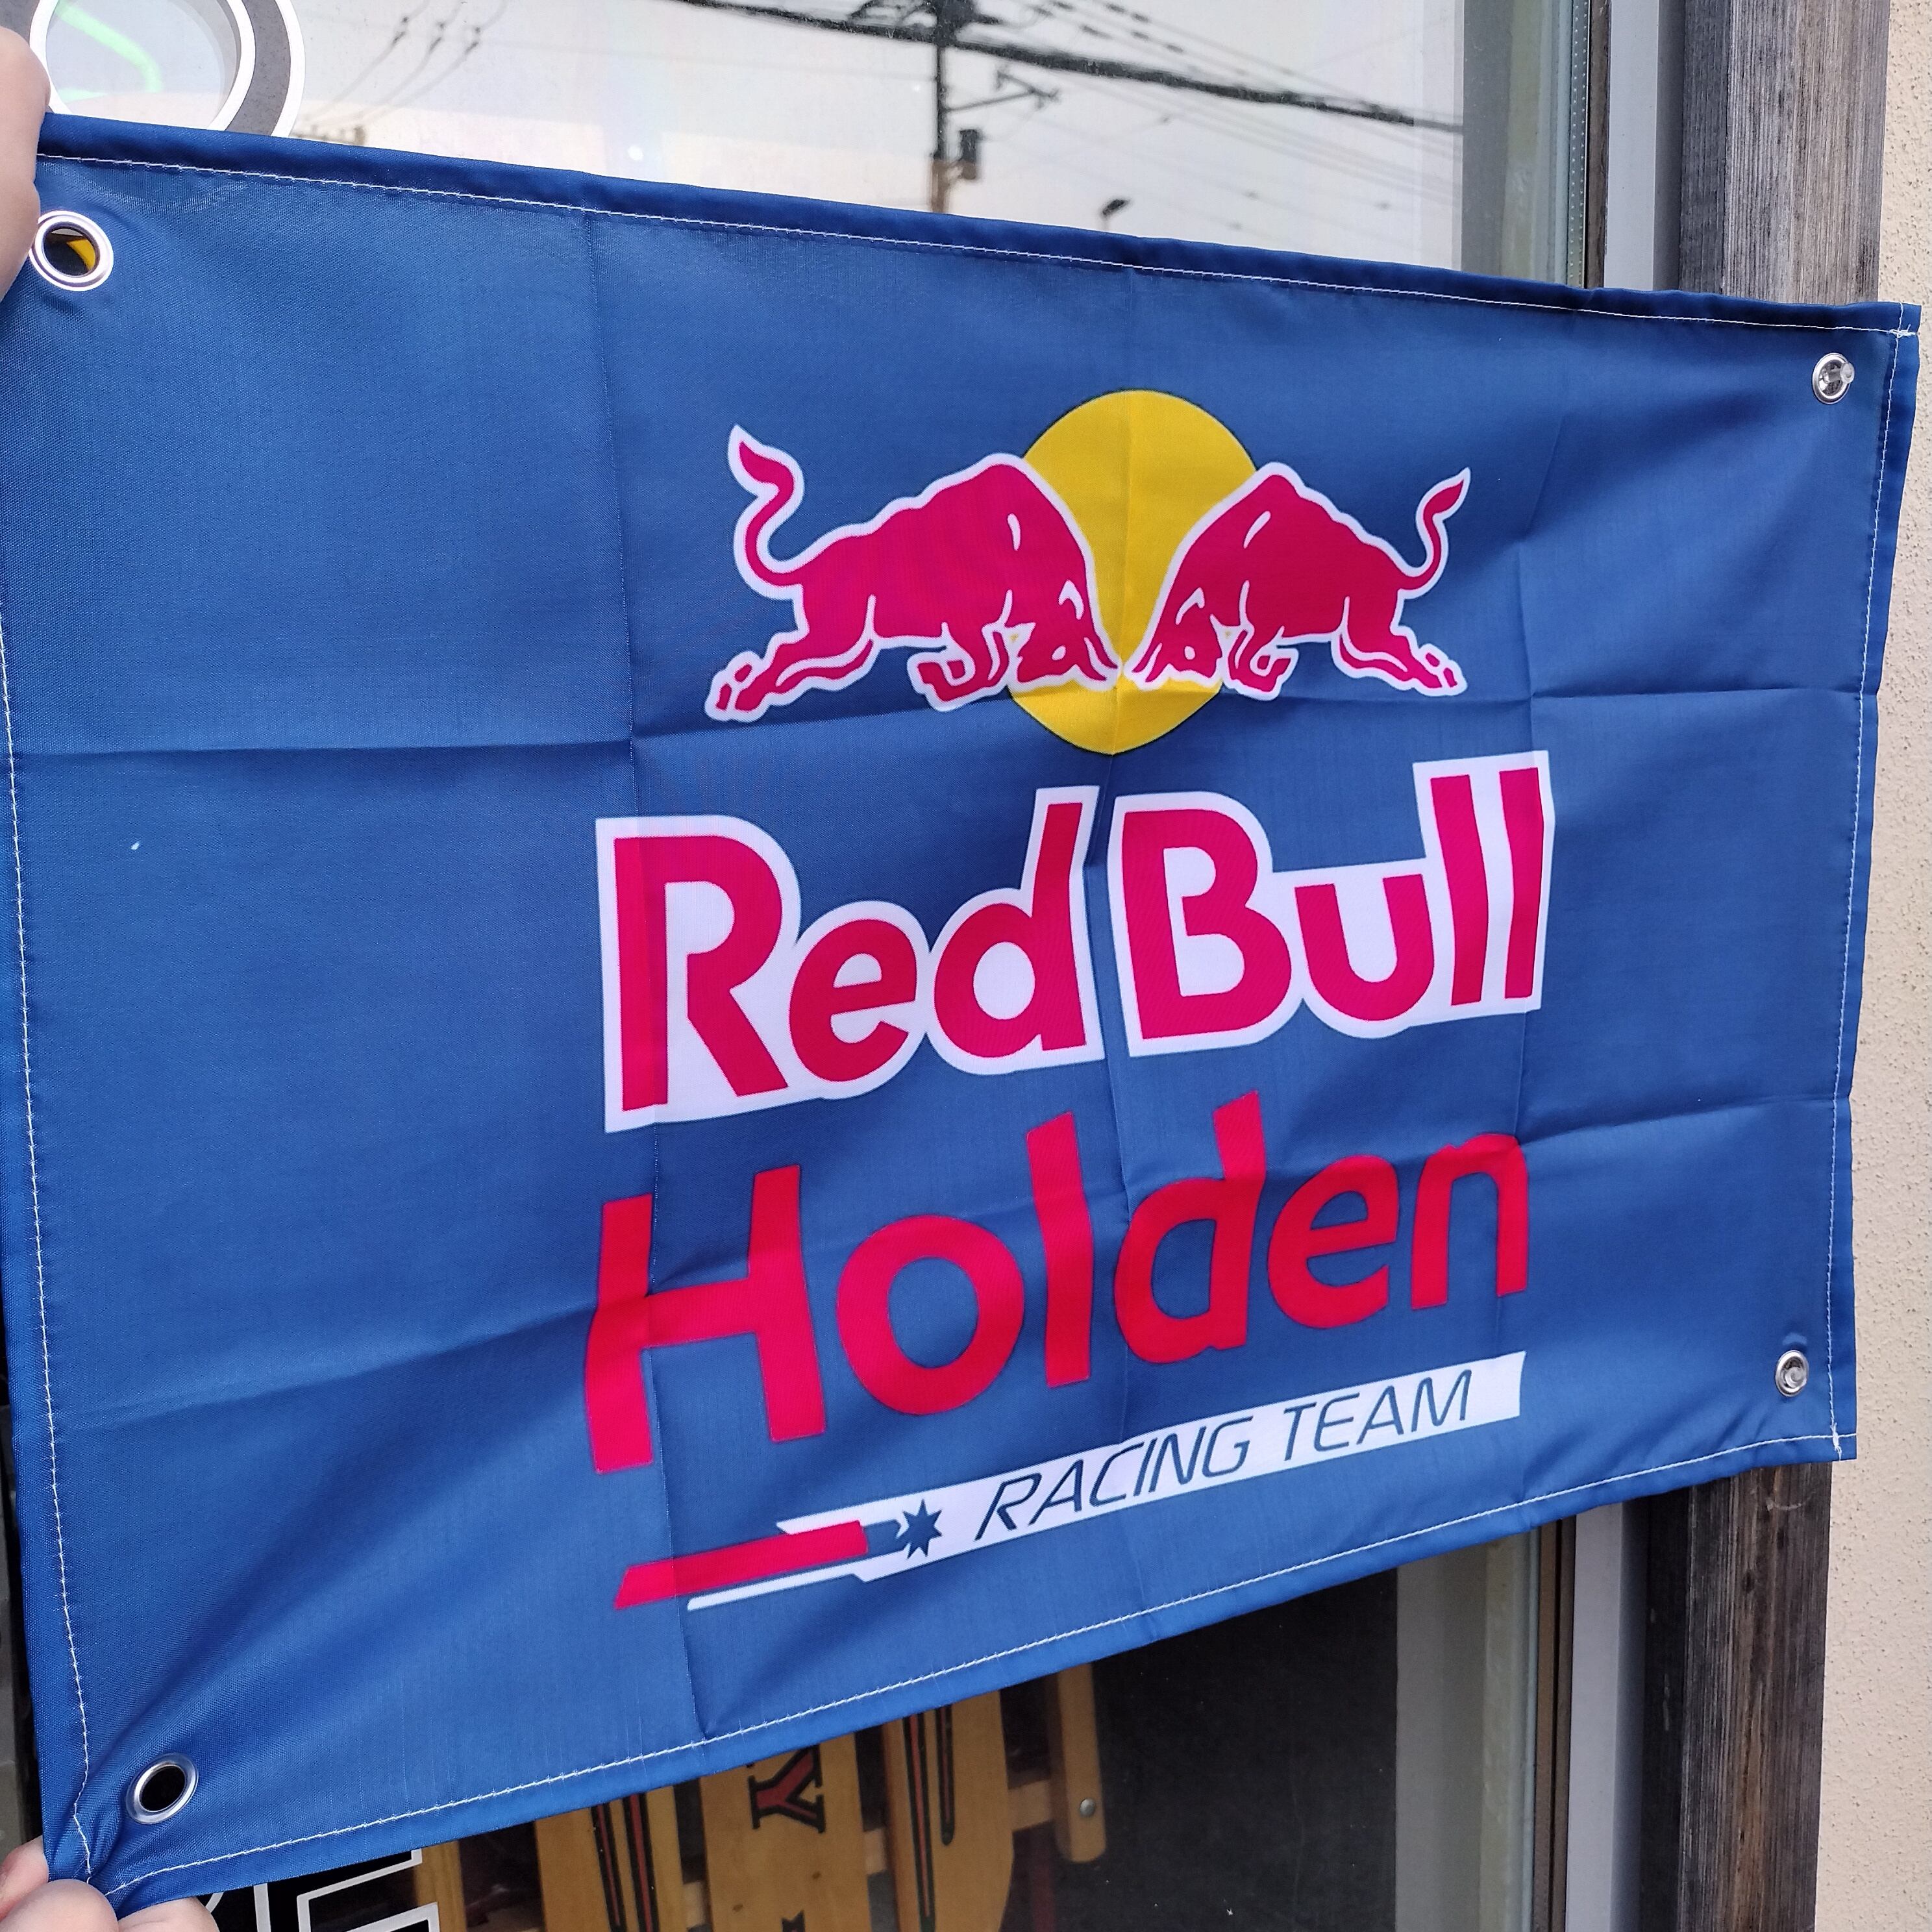 Red Bull
Holden
RACING TEAM